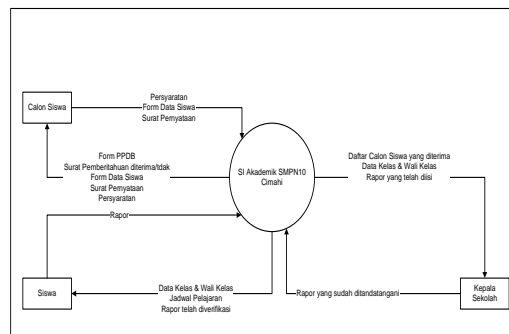 Persyaratan
Form Data Siswa
Surat Pernyataan
Calon Siswa
Form PPDB
Surat Pemberitahuan diterima/tidak
Form Data Siswa
Surat Pernyataan
Persyaratan
SI Akademik SMPN10
Cimahi
Daftar Calon Siswa yang diterima
Data Kelas & Wali Kelas
Rapor yang telah diisi
Rapor
Siswa
Data Kelas & Wali Kelas
Jadwal Pelajaran
Rapor telah diverifikasi
Rapor yang sudah ditandatangani
Kepala
Sekolah